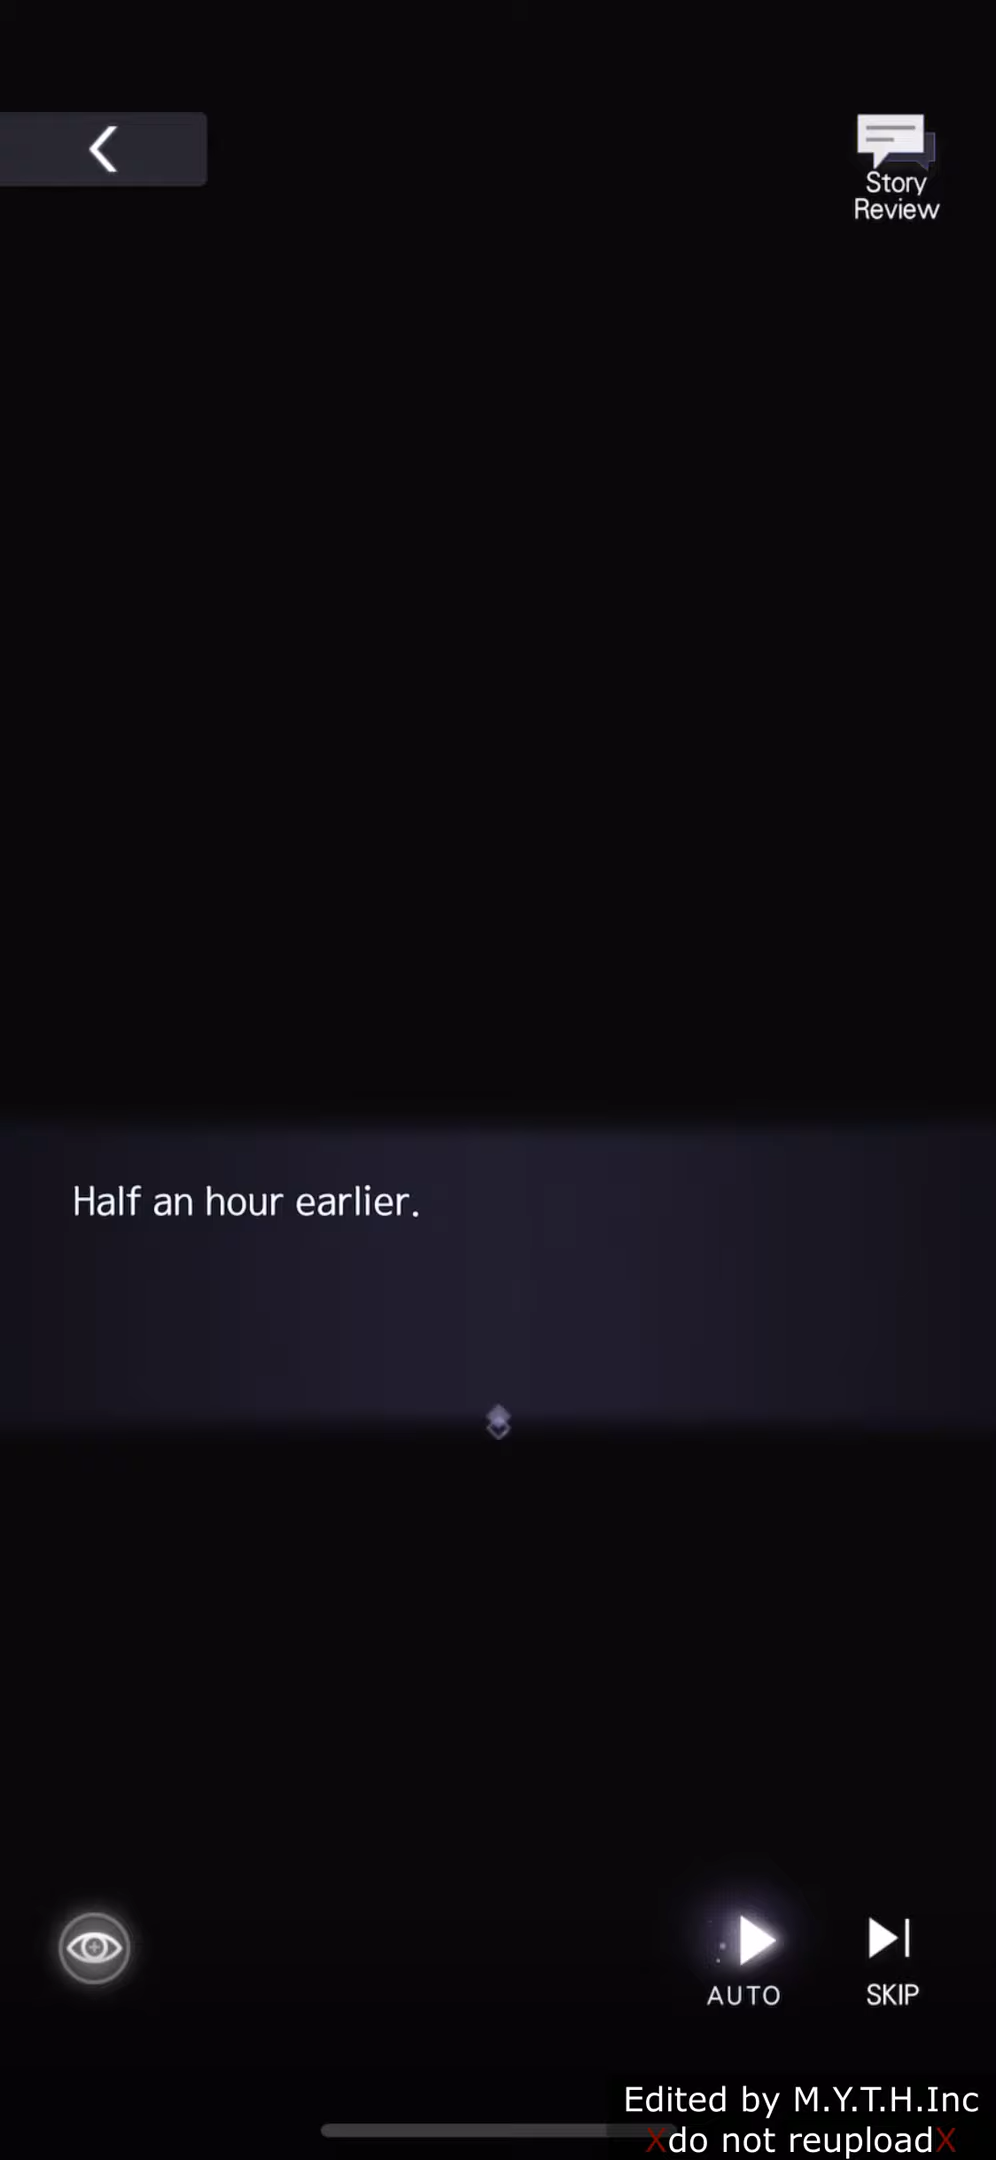 Story
Review
Half an hour earlier.
AUTO
SKIP
Edited by M.Y.T.H.Inc
Xdo not reuploadX